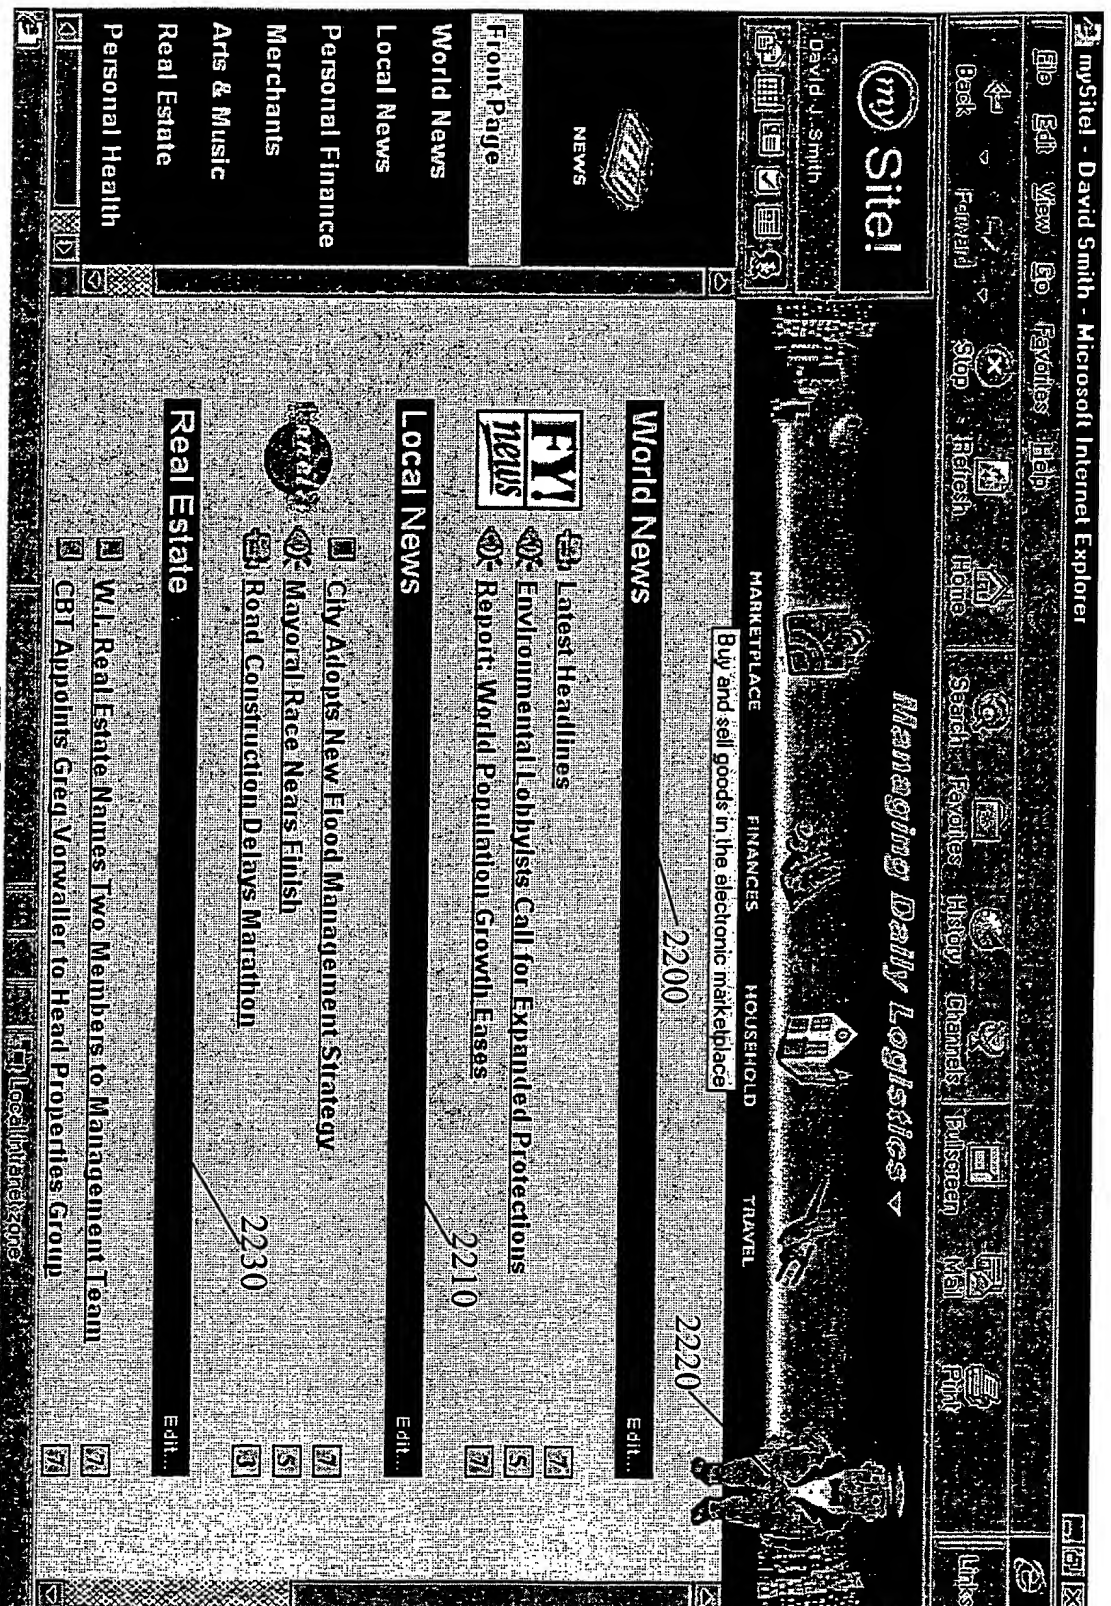 mySite! - David Smith - Microsoft Internet Explorer
File Edit View Go Favorites Help
Back Forward Stop Refresh Home Search Favorites History Channels Fullscreen Mail Print Links
my Site!
David J. Smith
Managing Daily Logistics
MARKETPLACE FINANCES HOUSEHOLD TRAVEL
Buy and sell goods in the electronic marketplace
2220
NEWS
Front Page
World News
Local News
Personal Finance
Merchants
Arts & Music
Real Estate
Personal Health
2200
World News Edit...
FY! news
Latest Headlines
Environmental Lobbyists Call for Expanded Protections
Report: World Population Growth Eases
2210
Local News Edit...
City Adopts New Flood Management Strategy
Mayoral Race Nears Finish
Road Construction Delays Marathon
2230
Real Estate Edit...
W.I. Real Estate Names Two Members to Management Team
CBT Appoints Greg Vorwaller to Head Properties Group
Local intranet zone